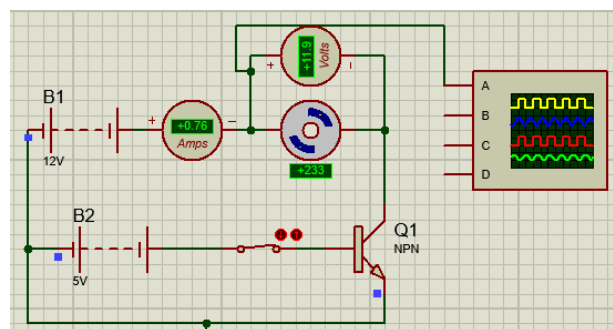 +11.9
Volts
+ −
A
B
C
D
B1
12V
+ −
+0.76
Amps
+233
B2
5V
Q1
NPN